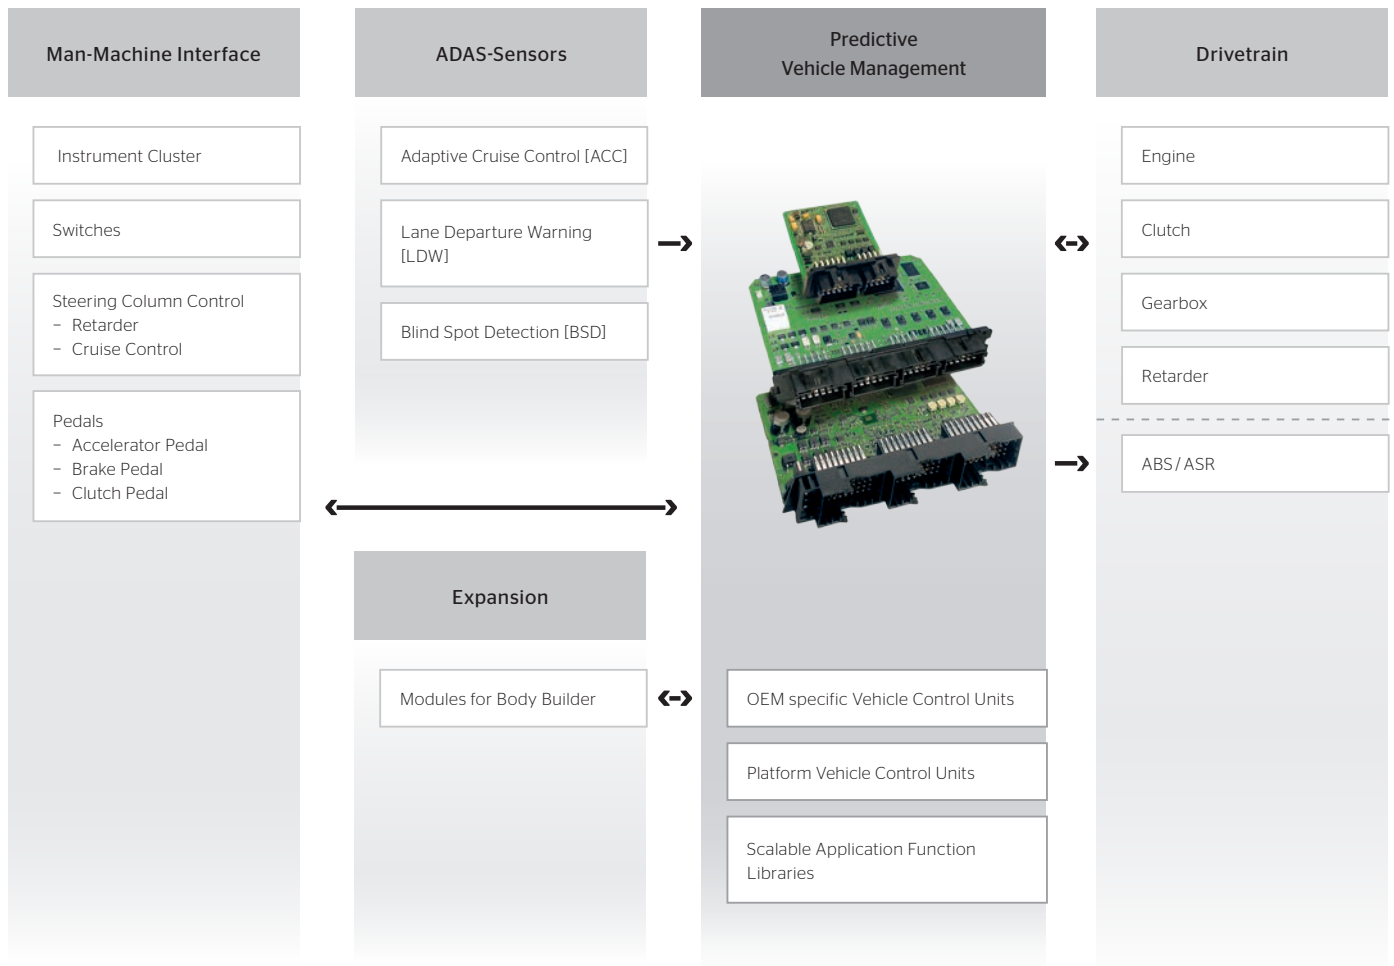 Man-Machine Interface
Instrument Cluster
Switches
Steering Column Control
– Retarder
– Cruise Control
Pedals
– Accelerator Pedal
– Brake Pedal
– Clutch Pedal
ADAS-Sensors
Adaptive Cruise Control [ACC]
Lane Departure Warning
[LDW]
Blind Spot Detection [BSD]
Expansion
Modules for Body Builder
Predictive
Vehicle Management
OEM specific Vehicle Control Units
Platform Vehicle Control Units
Scalable Application Function
Libraries
Drivetrain
Engine
Clutch
Gearbox
Retarder
ABS / ASR